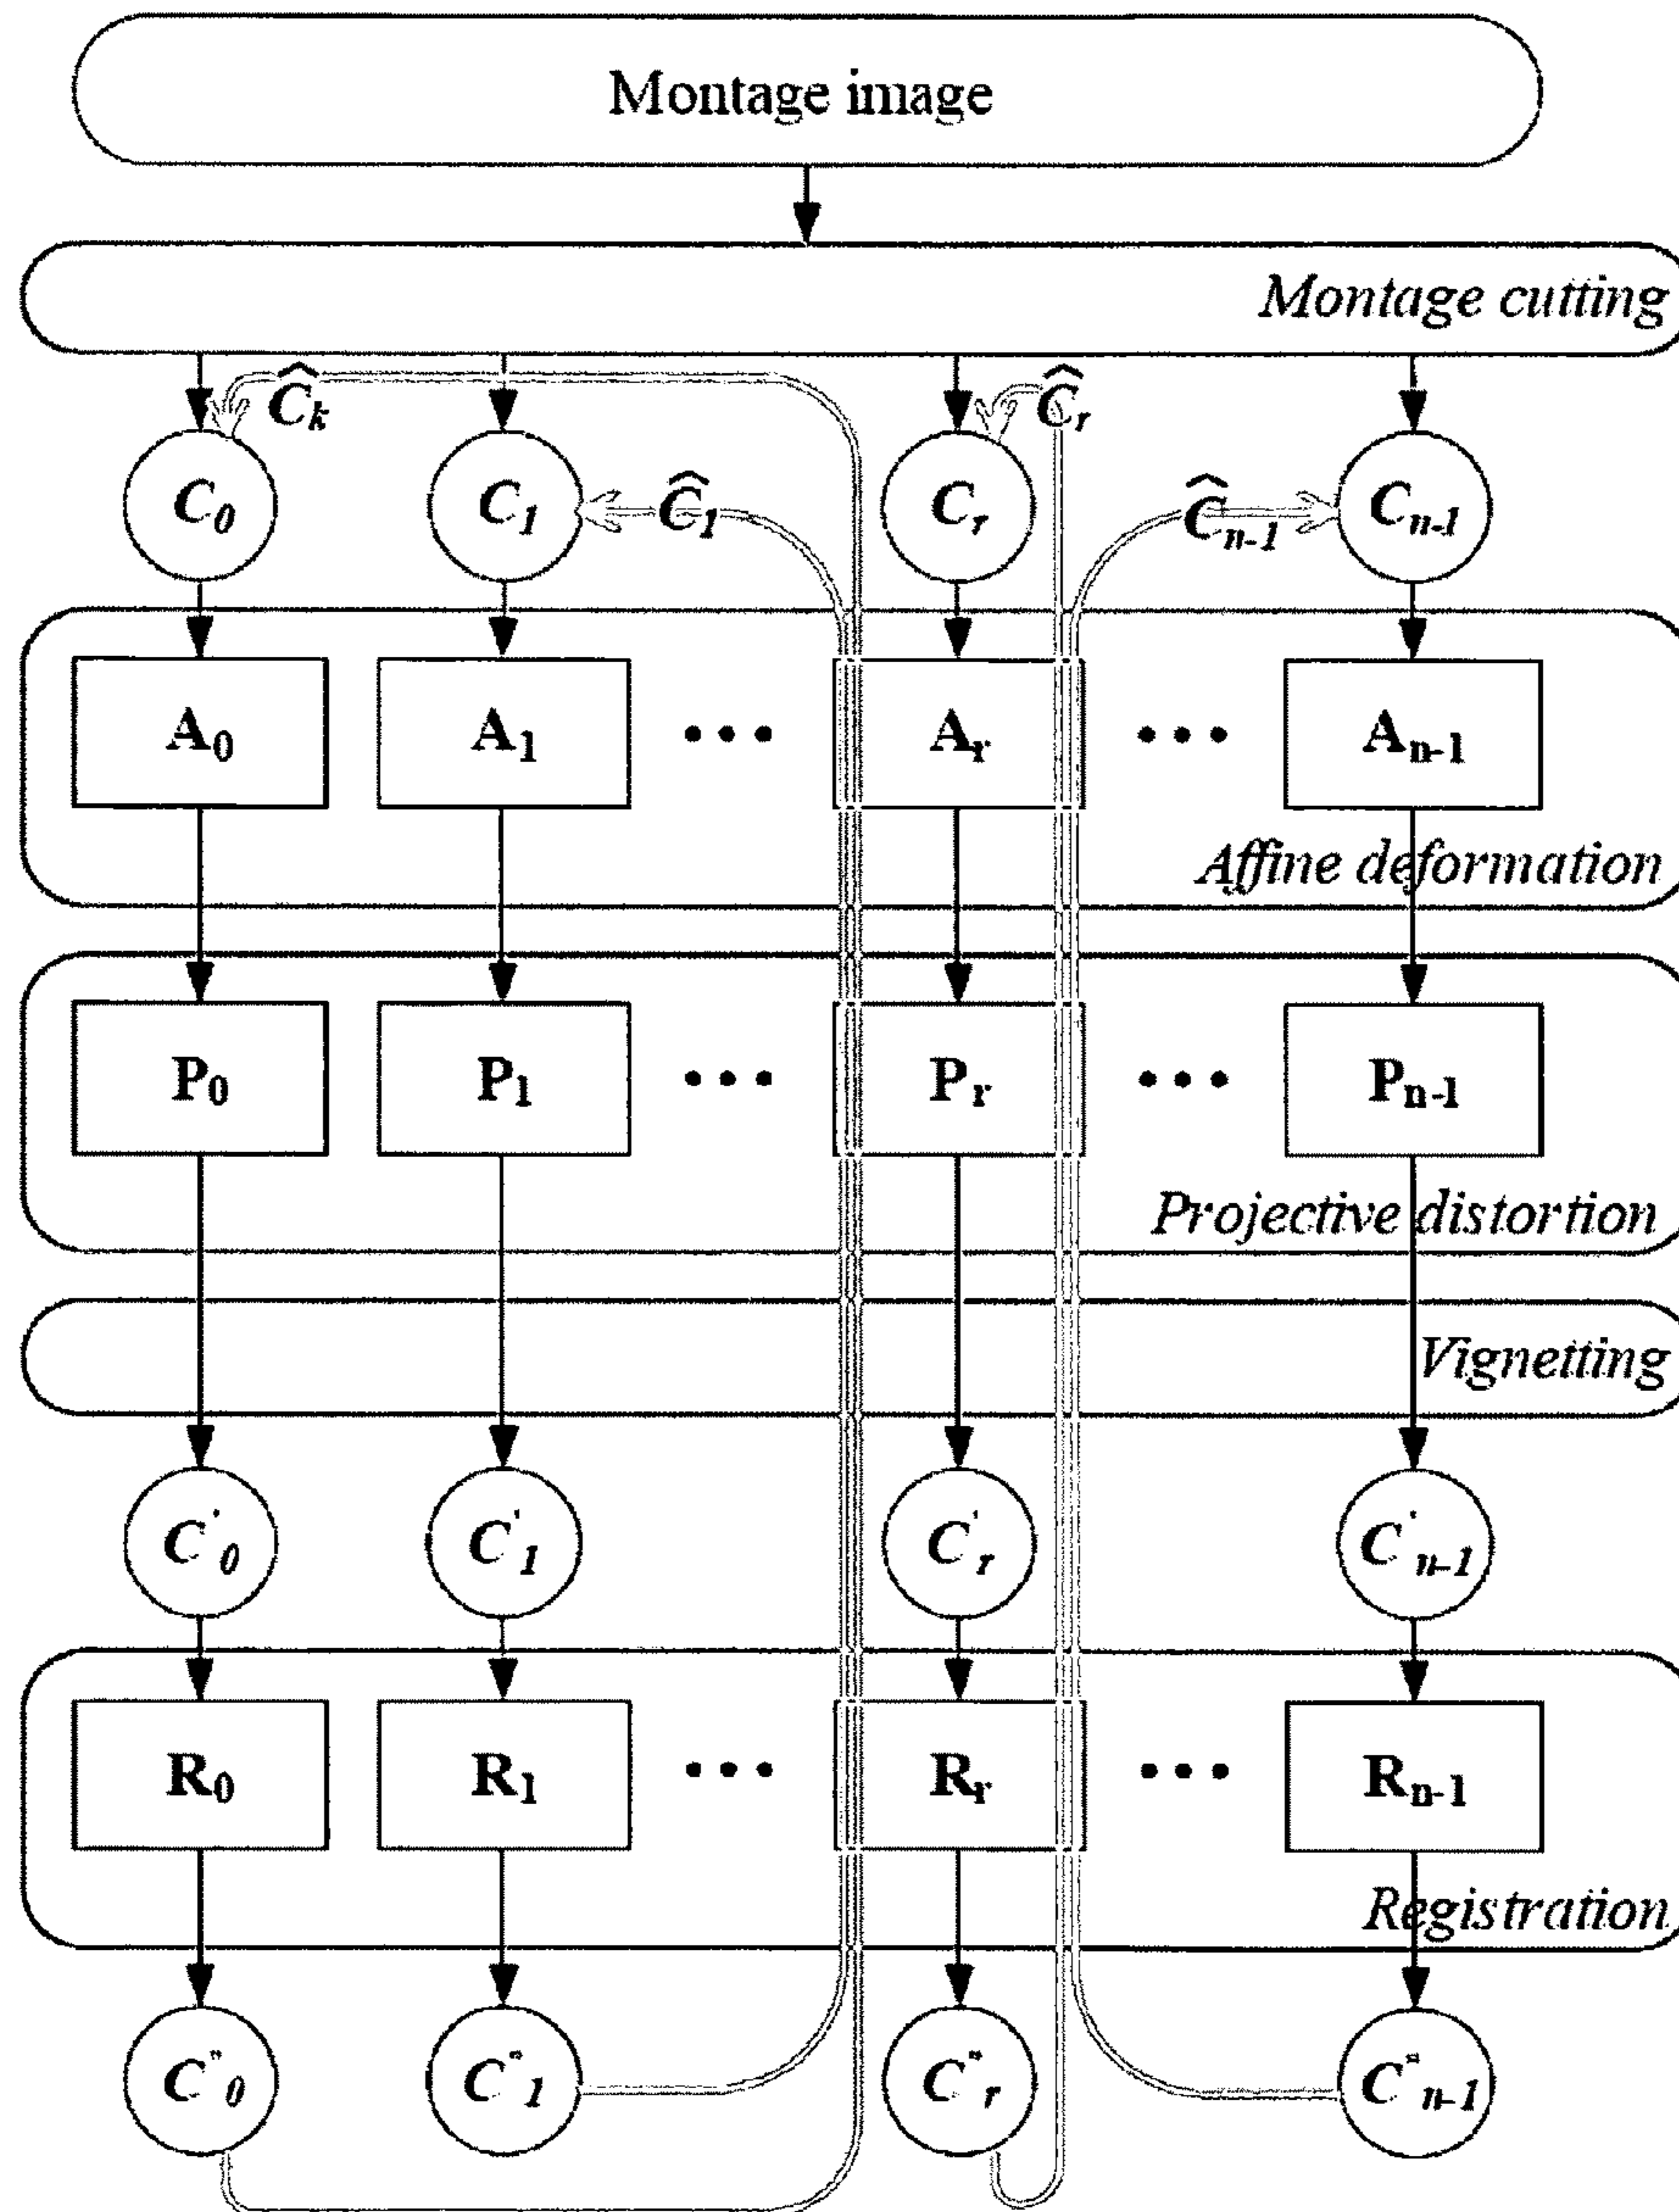 Montage image
Montage cutting
Ĉk Ĉr
C0 C1 Ĉ1 Cr Ĉn-1 Cn-1
A0 A1 ••• Ar ••• An-1
Affine deformation
P0 P1 ••• Pr ••• Pn-1
Projective distortion
Vignetting
C'0 C'1 C'r C'n-1
R0 R1 ••• Rr ••• Rn-1
Registration
C"0 C"1 C"r C"n-1